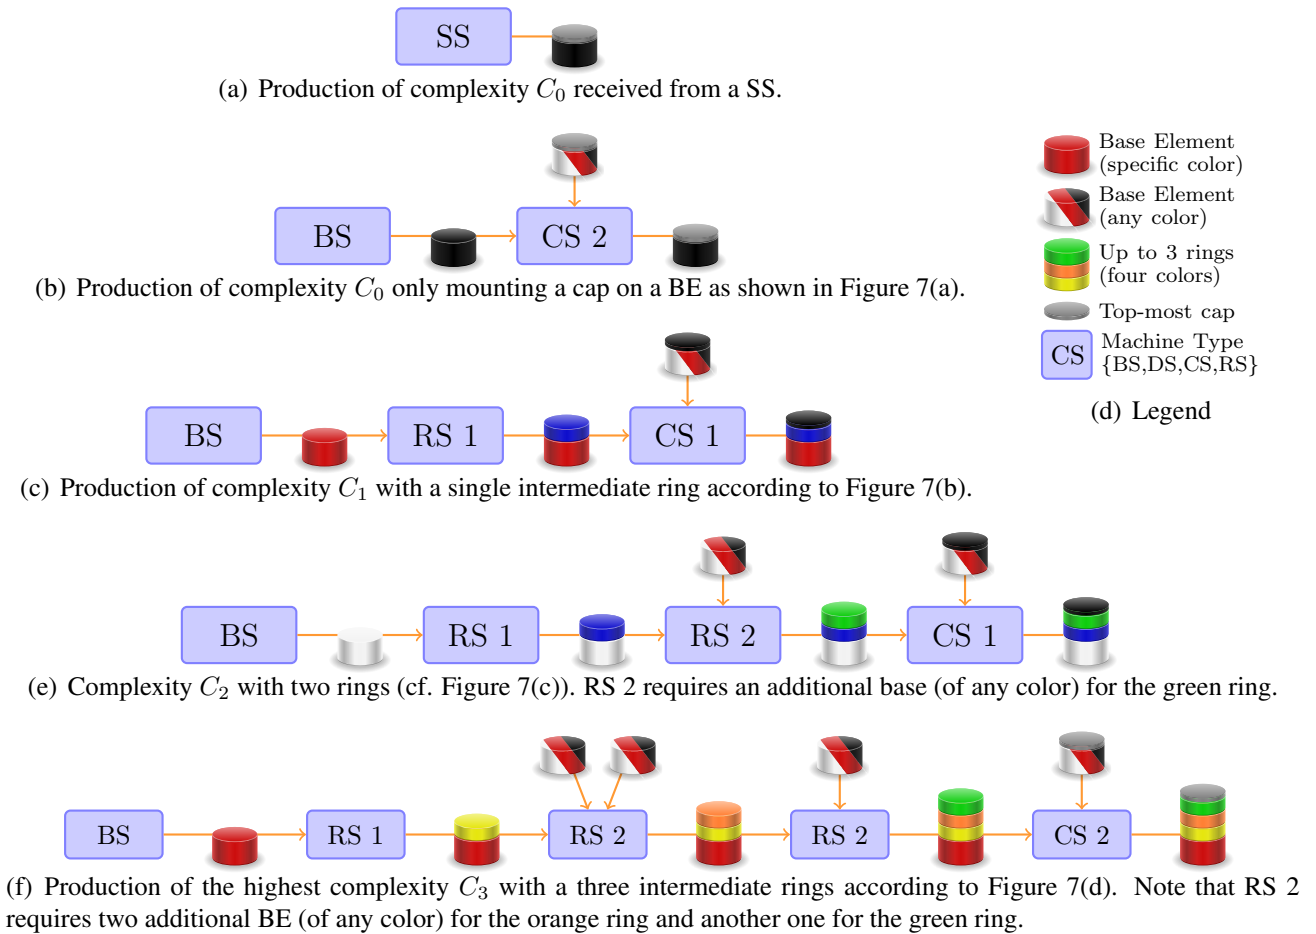 SS
(a) Production of complexity C₀ received from a SS.
BS
CS 2
(b) Production of complexity C₀ only mounting a cap on a BE as shown in Figure 7(a).
Base Element
(specific color)
Base Element
(any color)
Up to 3 rings
(four colors)
Top-most cap
CS
Machine Type
{BS,DS,CS,RS}
(d) Legend
BS
RS 1
CS 1
(c) Production of complexity C₁ with a single intermediate ring according to Figure 7(b).
BS
RS 1
RS 2
CS 1
(e) Complexity C₂ with two rings (cf. Figure 7(c)). RS 2 requires an additional base (of any color) for the green ring.
BS
RS 1
RS 2
RS 2
CS 2
(f) Production of the highest complexity C₃ with a three intermediate rings according to Figure 7(d). Note that RS 2
requires two additional BE (of any color) for the orange ring and another one for the green ring.